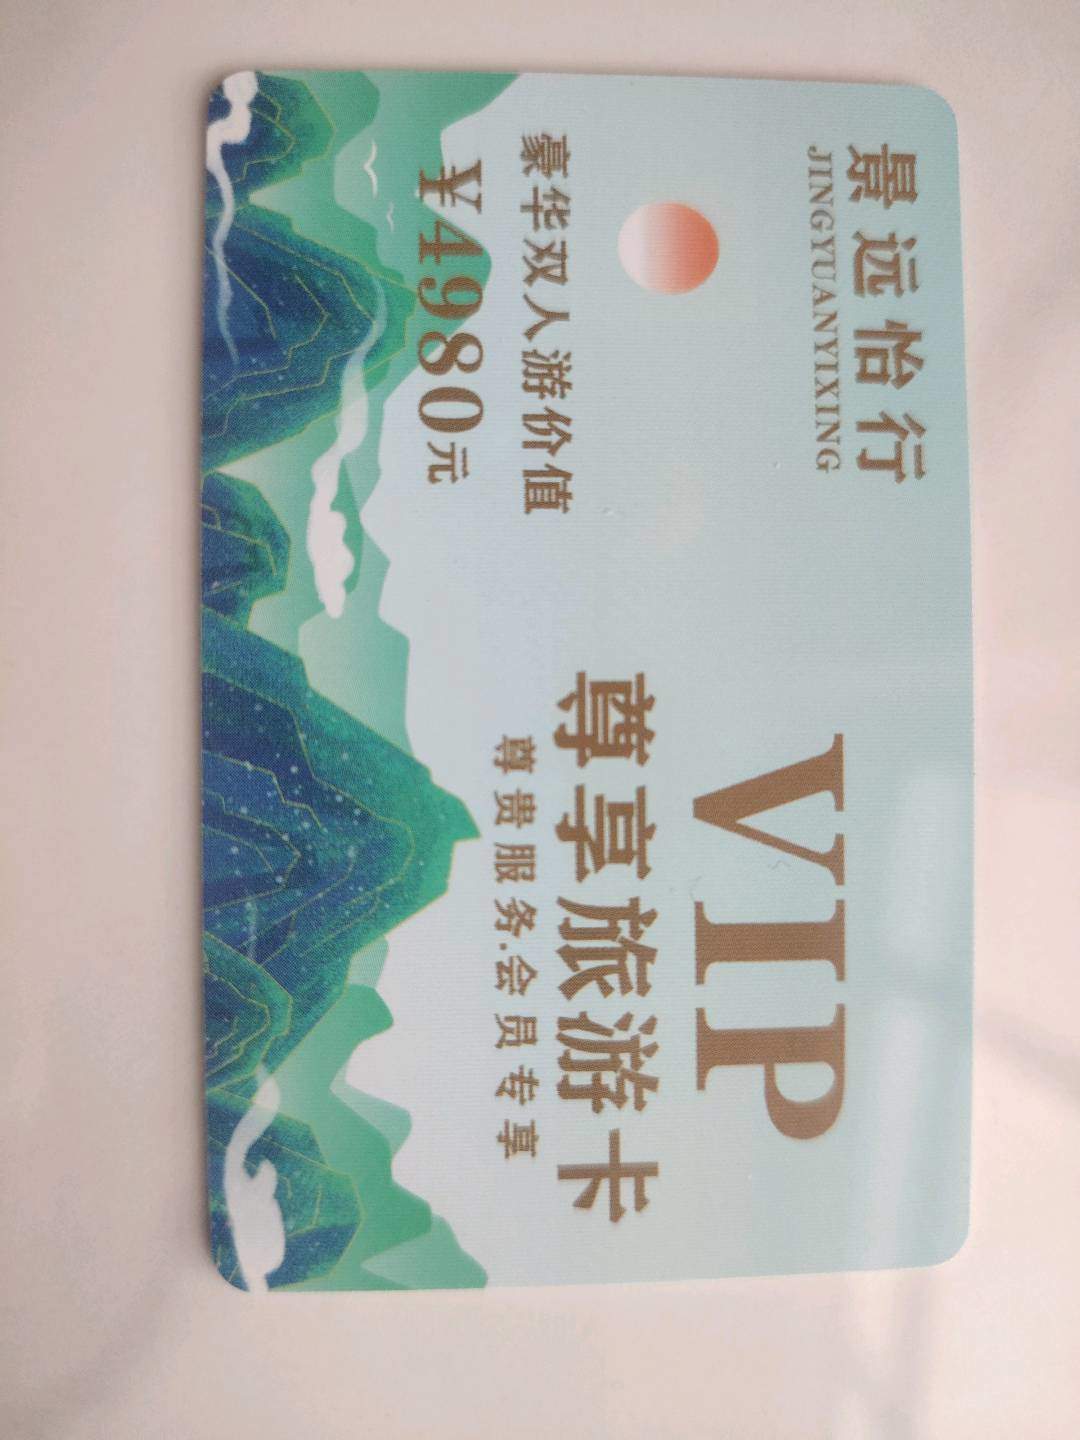 景远怡行
JINGYUANYIXING
VIP
尊享旅游卡
尊贵服务.会员专享
豪华双人游价值
¥4980元